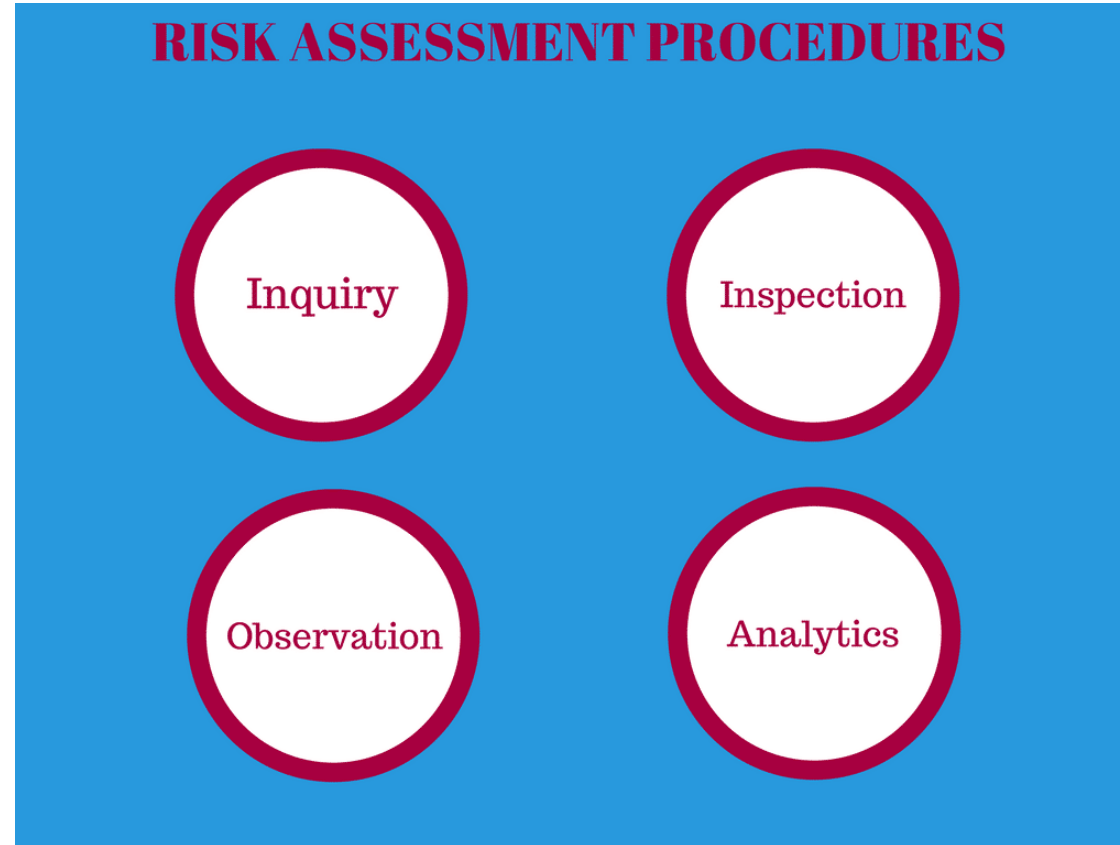 RISK ASSESSMENT PROCEDURES
Inquiry
Inspection
Observation
Analytics